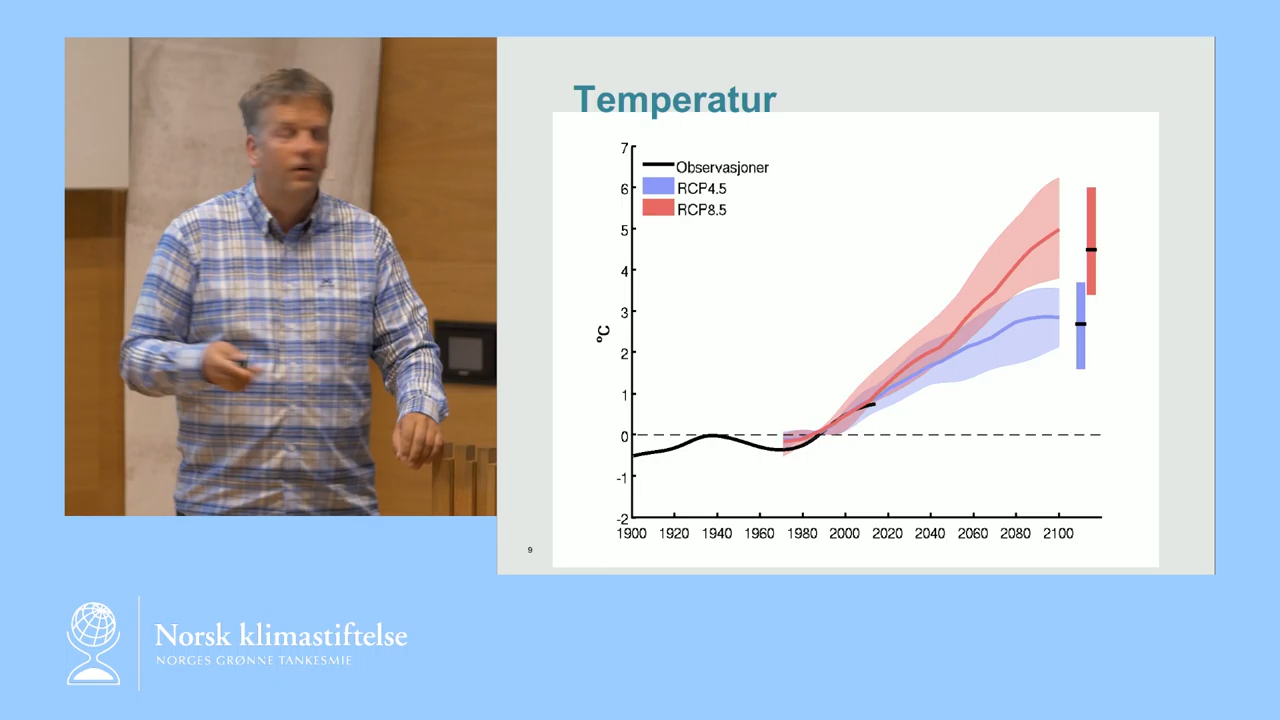 Temperatur
7
6
5
4
3
2
1
0
-1
-2
°C
Observasjoner
RCP4.5
RCP8.5
1900 1920 1940 1960 1980 2000 2020 2040 2060 2080 2100
9
Norsk klimastiftelse
NORGES GRØNNE TANKESMIE